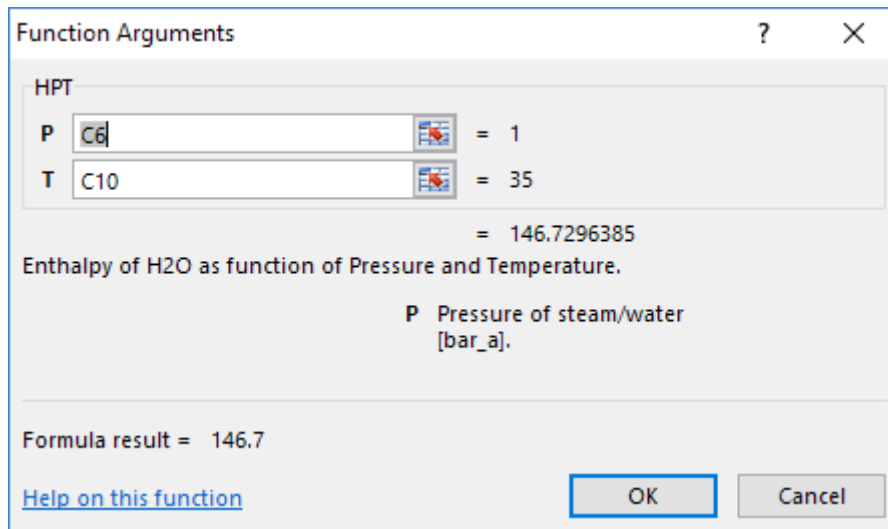 Function Arguments ? X
HPT
P C6 = 1
T C10 = 35
= 146.7296385
Enthalpy of H2O as function of Pressure and Temperature.
P Pressure of steam/water
[bar_a].
Formula result = 146.7
Help on this function OK Cancel